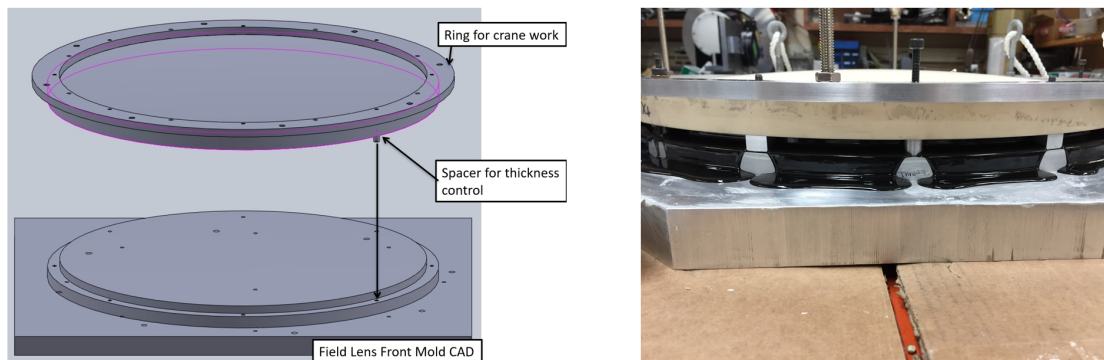 Ring for crane work
Spacer for thickness
control
Field Lens Front Mold CAD